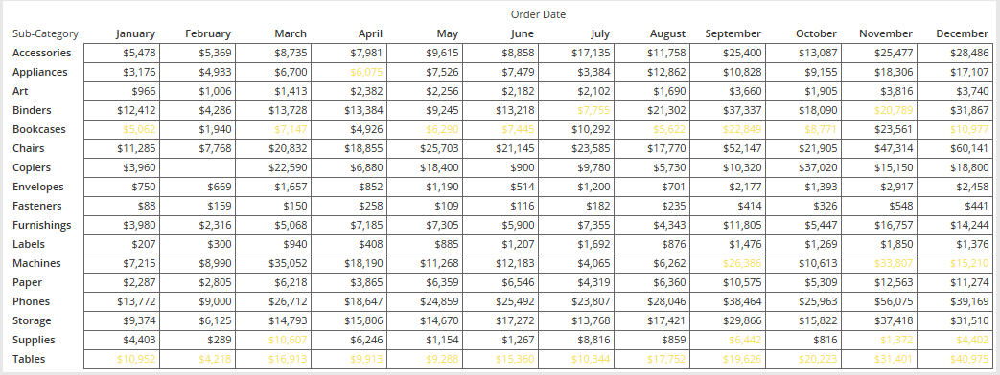 Order Date
Sub-Category January February March April May June July August September October November December
Accessories $5,478 $5,369 $8,735 $7,981 $9,615 $8,858 $17,135 $11,758 $25,400 $13,087 $25,477 $28,486
Appliances $3,176 $4,933 $6,700 $6,075 $7,526 $7,479 $3,384 $12,862 $10,828 $9,155 $18,306 $17,107
Art $966 $1,006 $1,413 $2,382 $2,256 $2,182 $2,102 $1,690 $3,660 $1,905 $3,816 $3,740
Binders $12,412 $4,286 $13,728 $13,384 $9,245 $13,218 $7,755 $21,302 $37,337 $18,090 $20,789 $31,867
Bookcases $5,062 $1,940 $7,147 $4,926 $6,290 $7,445 $10,292 $5,622 $22,849 $8,771 $23,561 $10,977
Chairs $11,285 $7,768 $20,832 $18,855 $25,703 $21,145 $23,585 $17,770 $52,147 $21,905 $47,314 $60,141
Copiers $3,960 $22,590 $6,880 $18,400 $900 $9,780 $5,730 $10,320 $37,020 $15,150 $18,800
Envelopes $750 $669 $1,657 $852 $1,190 $514 $1,200 $701 $2,177 $1,393 $2,917 $2,458
Fasteners $88 $159 $150 $258 $109 $116 $182 $235 $414 $326 $548 $441
Furnishings $3,980 $2,316 $5,068 $7,185 $7,305 $5,900 $7,355 $4,343 $11,805 $5,447 $16,757 $14,244
Labels $207 $300 $940 $408 $885 $1,207 $1,692 $876 $1,476 $1,269 $1,850 $1,376
Machines $7,215 $8,990 $35,052 $18,190 $11,268 $12,183 $4,065 $6,262 $26,386 $10,613 $33,807 $15,210
Paper $2,287 $2,805 $6,218 $3,865 $6,359 $6,546 $4,319 $6,360 $10,575 $5,309 $12,563 $11,274
Phones $13,772 $9,000 $26,712 $18,647 $24,859 $25,492 $23,807 $28,046 $38,464 $25,963 $56,075 $39,169
Storage $9,374 $6,125 $14,793 $15,806 $14,670 $17,272 $13,768 $17,421 $29,866 $15,822 $37,418 $31,510
Supplies $4,403 $289 $10,607 $6,246 $1,154 $1,267 $8,816 $859 $6,442 $816 $1,372 $4,402
Tables $10,952 $4,218 $16,913 $9,913 $9,288 $15,360 $10,344 $17,752 $19,626 $20,223 $31,401 $40,975